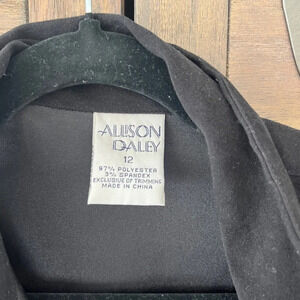 ALLISON
DALEY
12
97% POLYESTER
3% SPANDEX
EXCLUSIVE OF TRIMMING
MADE IN CHINA